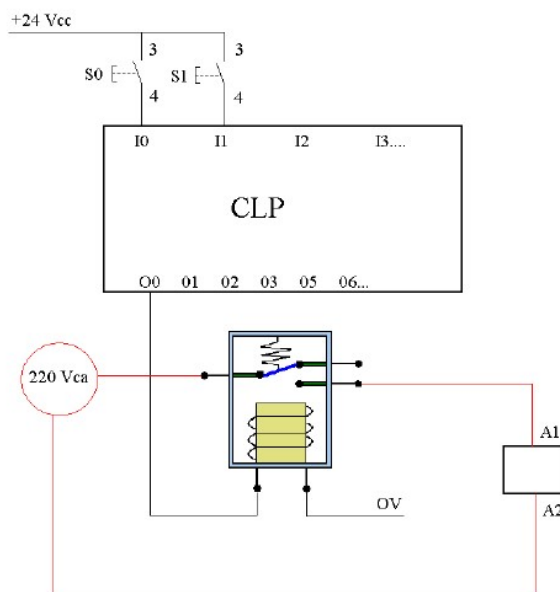 +24 Vcc
3 3
S0 S1
4 4
I0 I1 I2 I3....
CLP
O0 01 02 03 05 06...
220 Vca
A1
A2
OV